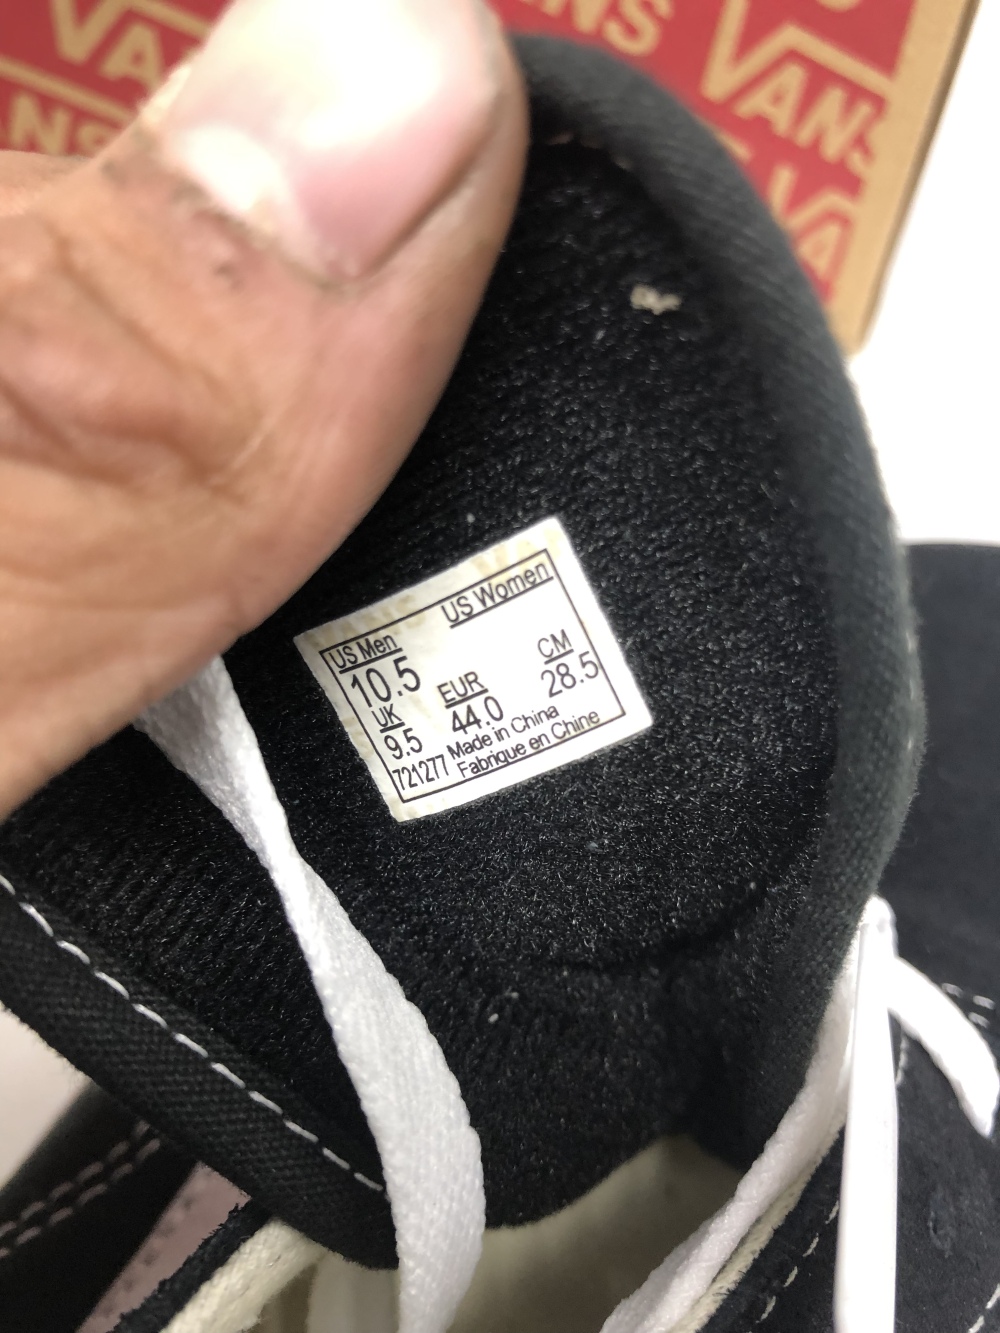 VANS
VANS
US Men US Women
10.5 EUR CM
UK 44.0 28.5
9.5 Made in China
721277 Fabrique en Chine